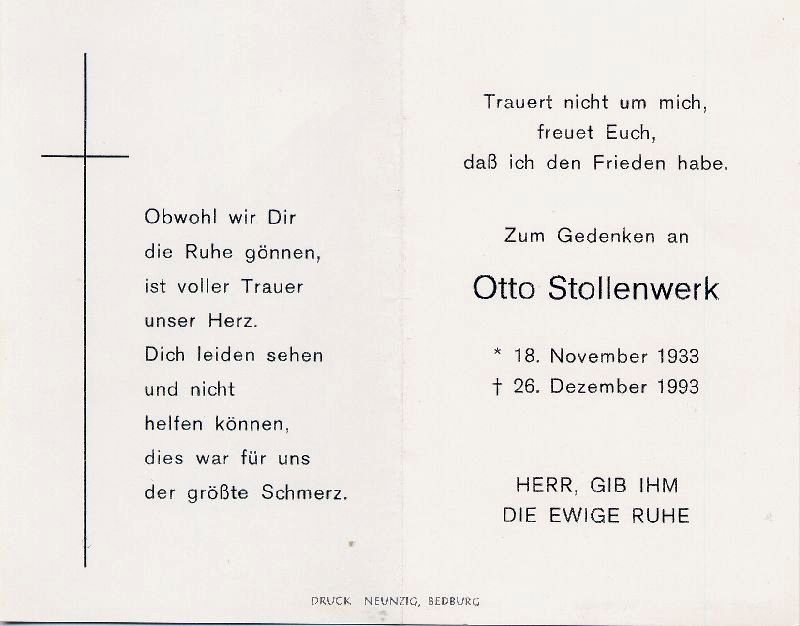 Obwohl wir Dir
die Ruhe gönnen,
ist voller Trauer
unser Herz.
Dich leiden sehen
und nicht
helfen können,
dies war für uns
der größte Schmerz.
Trauert nicht um mich,
freuet Euch,
daß ich den Frieden habe.
Zum Gedenken an
Otto Stollenwerk
* 18. November 1933
† 26. Dezember 1993
HERR, GIB IHM
DIE EWIGE RUHE
DRUCK NEUNZIG, BEDBURG